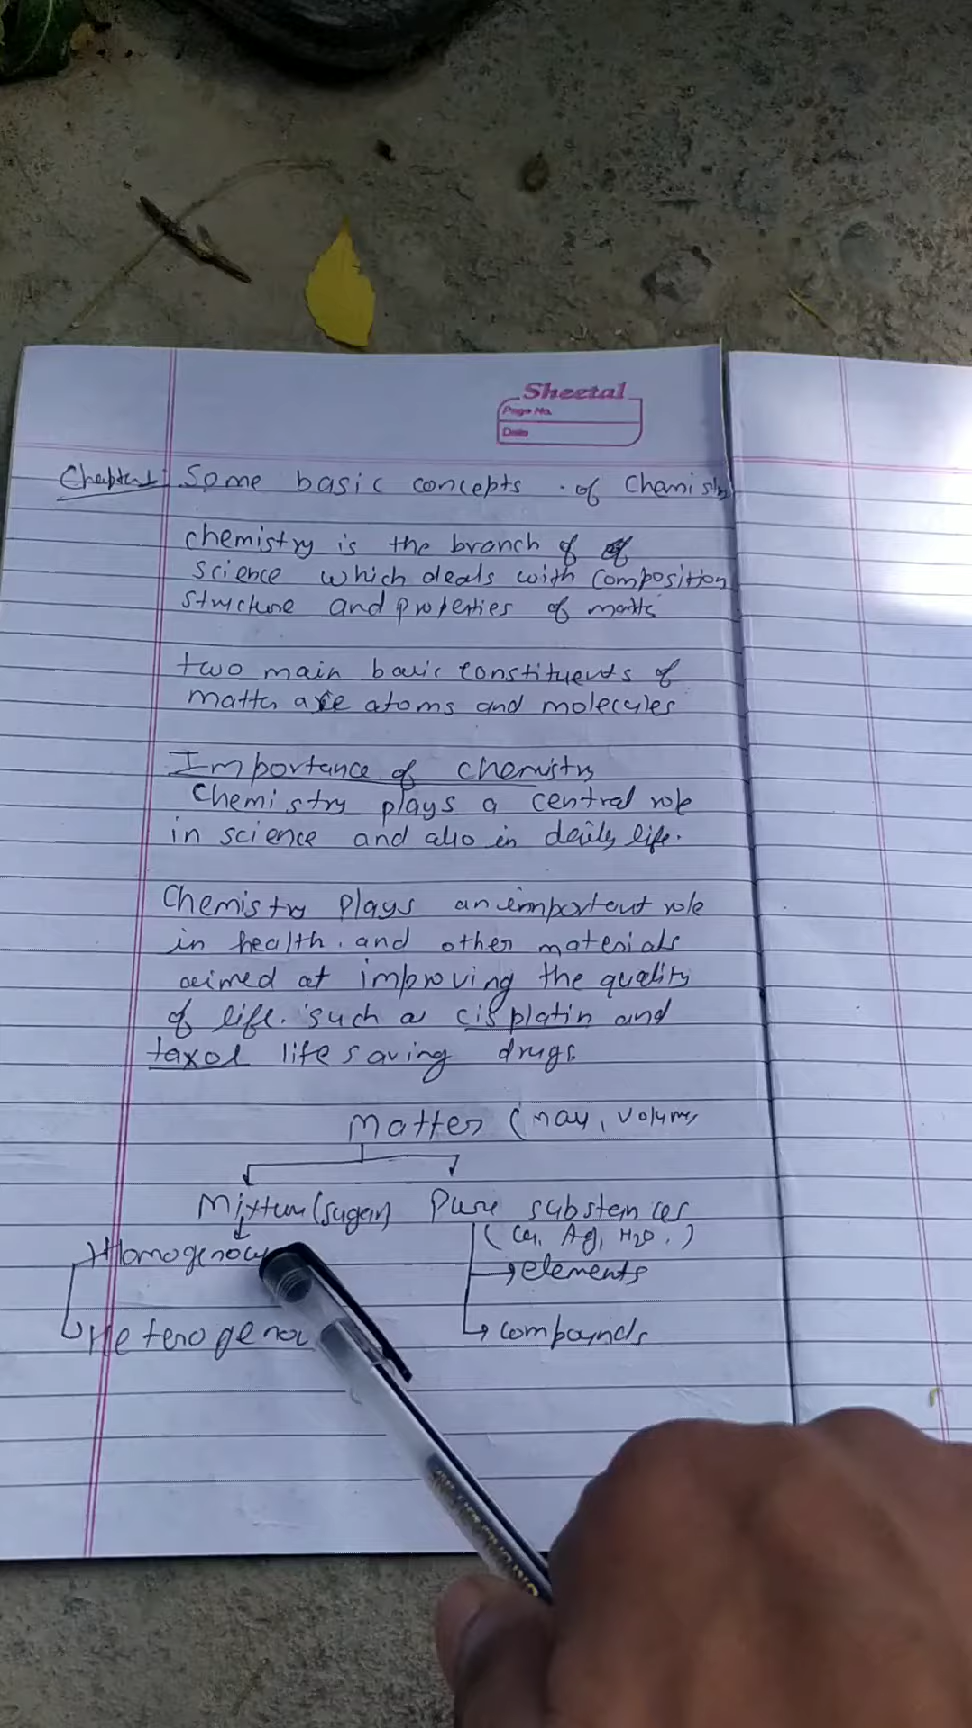 Sheetal
Page No.
Date
Chapter 1: Some basic concepts of Chemistry
chemistry is the branch of of
science which deals with composition
structure and properties of matter
two main basic constituents of
matter are atoms and molecules
Importance of chemistry
Chemistry plays a central role
in science and also in daily life.
Chemistry plays an important role
in health and other materials
aimed at improving the quality
of life. such as cisplatin and
taxol life saving drugs
Matter (mass, volume)
Mixture (sugar) Pure substances
( Ag, H2O, )
Homogenous
elements
Heterogenou
compounds